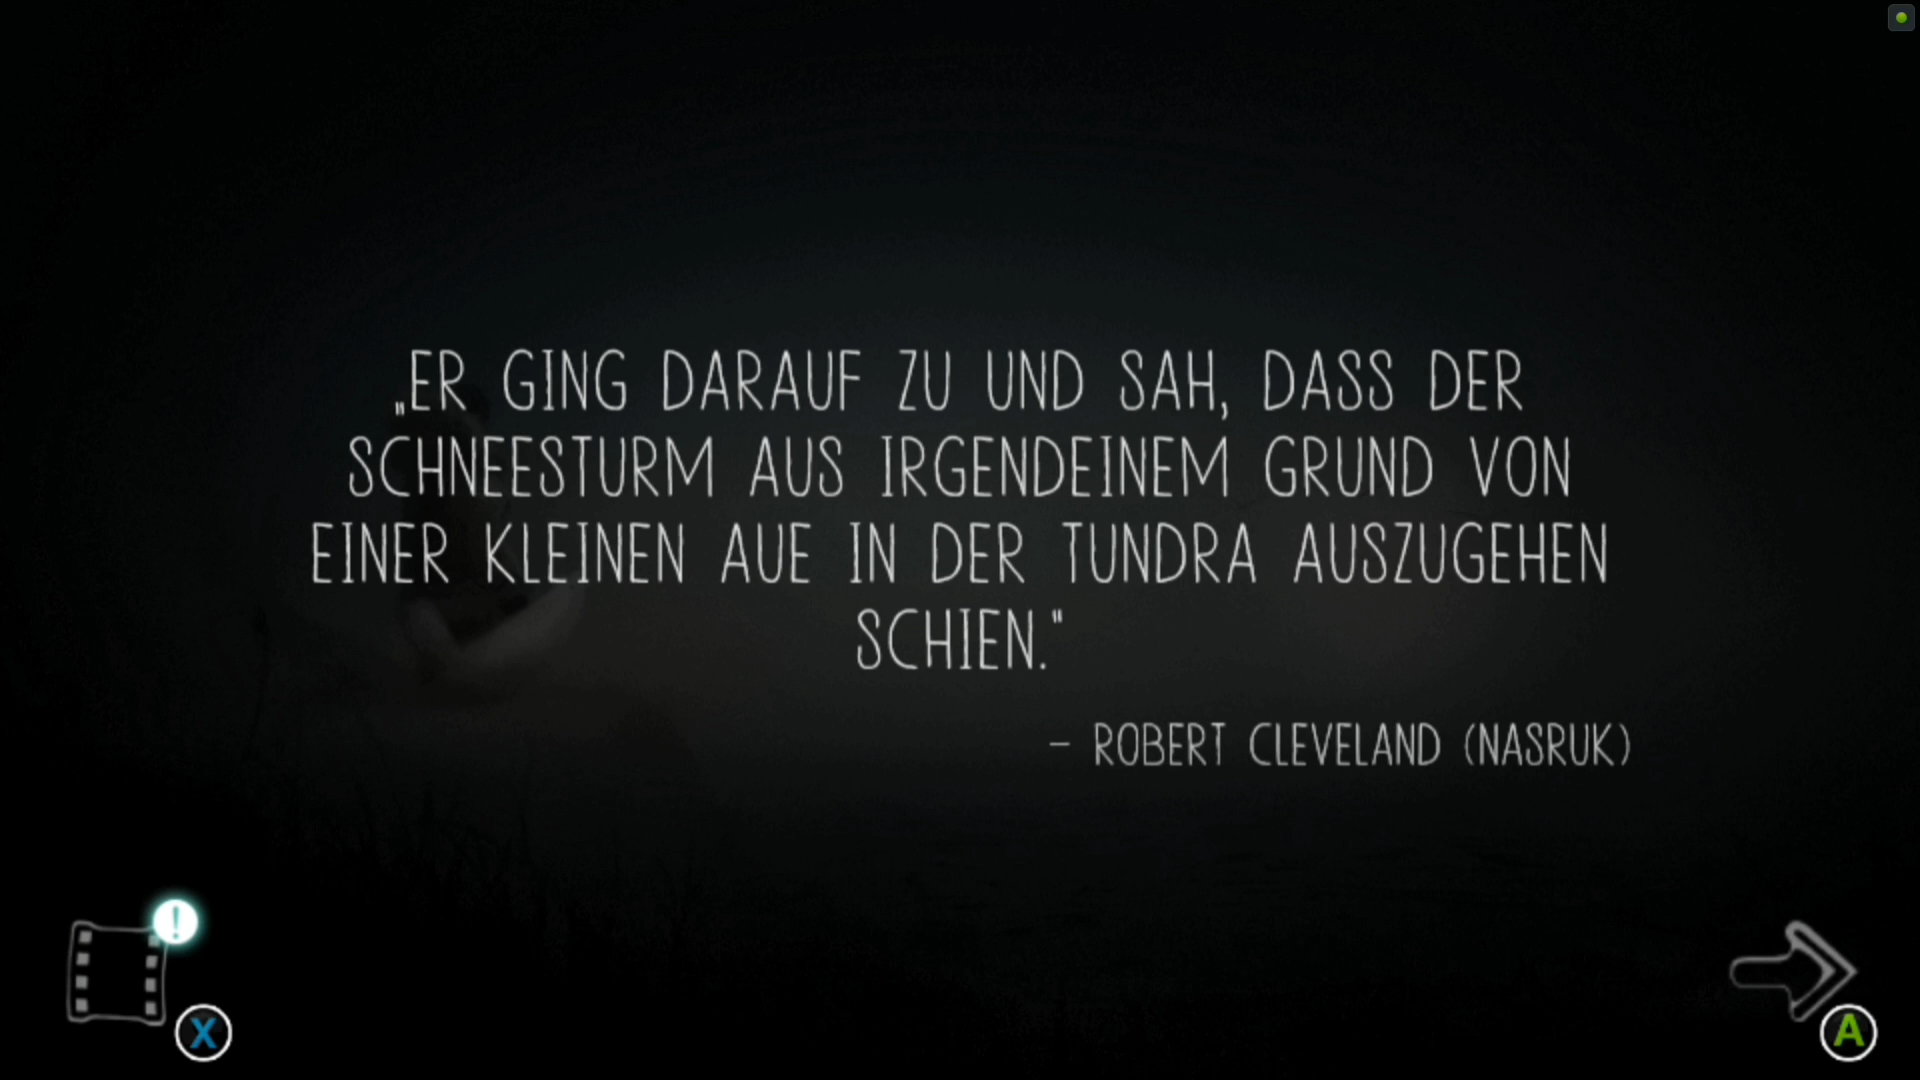 „ER GING DARAUF ZU UND SAH, DASS DER
SCHNEESTURM AUS IRGENDEINEM GRUND VON
EINER KLEINEN AUE IN DER TUNDRA AUSZUGEHEN
SCHIEN."
- ROBERT CLEVELAND (NASRUK)
!
X
A